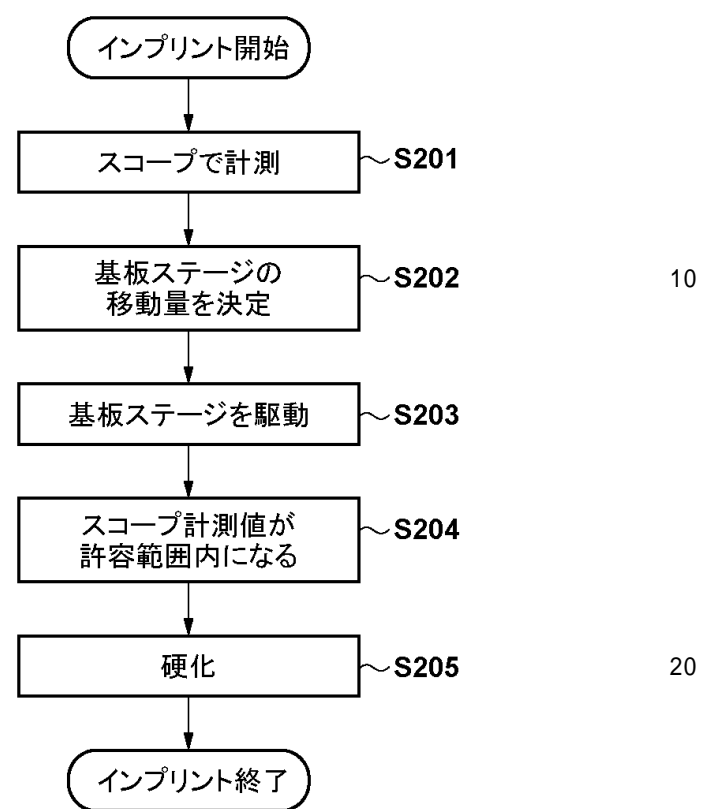 インプリント開始
スコープで計測
S201
基板ステージの
移動量を決定
S202
10
基板ステージを駆動
S203
スコープ計測値が
許容範囲内になる
S204
硬化
S205
20
インプリント終了